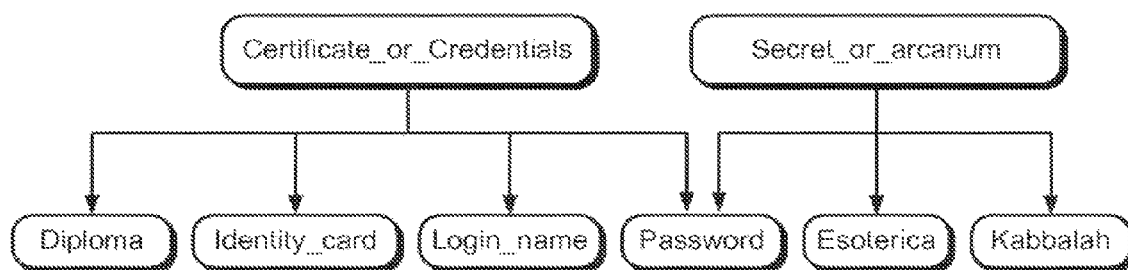 Certificate_or_Credentials
Secret_or_arcanum
Diploma
Identity_card
Login_name
Password
Esoterica
Kabbalah